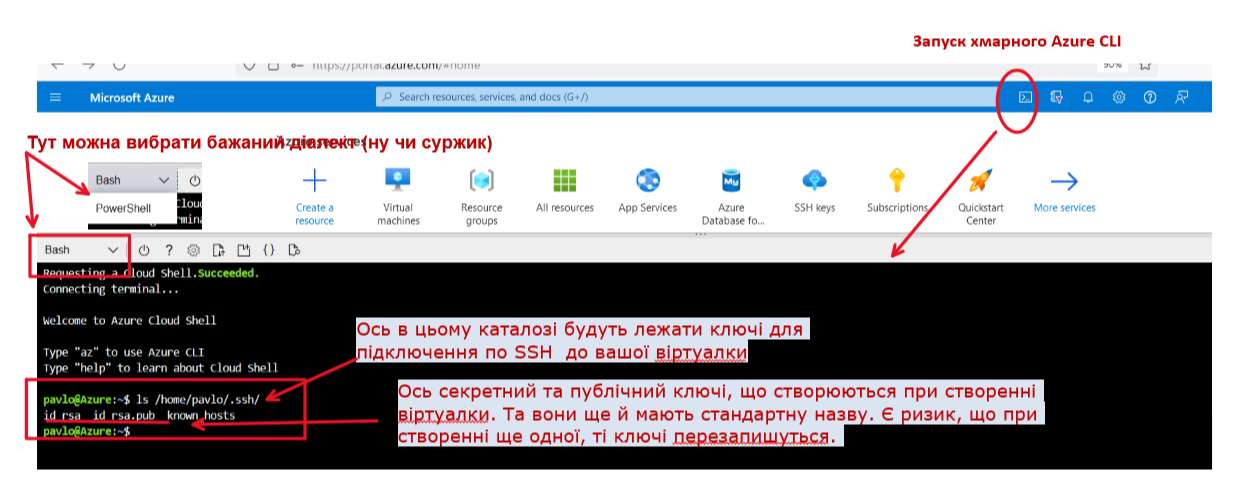 Запуск хмарного Azure CLI
https://portal.azure.com/#home
90%
Microsoft Azure
Search resources, services, and docs (G+/)
Тут можна вибрати бажаний діалект (ну чи суржик)
Bash
PowerShell
Create a resource
Virtual machines
Resource groups
All resources
App Services
Azure Database fo...
SSH keys
Subscriptions
Quickstart Center
More services
Bash
Requesting a Cloud Shell.Succeeded.
Connecting terminal...
Welcome to Azure Cloud Shell
Type "az" to use Azure CLI
Type "help" to learn about Cloud Shell
Ось в цьому каталозі будуть лежати ключі для
підключення по SSH до вашої віртуалки
pavlo@Azure:~$ ls /home/pavlo/.ssh/
id_rsa id_rsa.pub known_hosts
pavlo@Azure:~$
Ось секретний та публічний ключі, що створюються при створенні
віртуалки. Та вони ще й мають стандартну назву. Є ризик, що при
створенні ще одної, ті ключі перезапишуться.